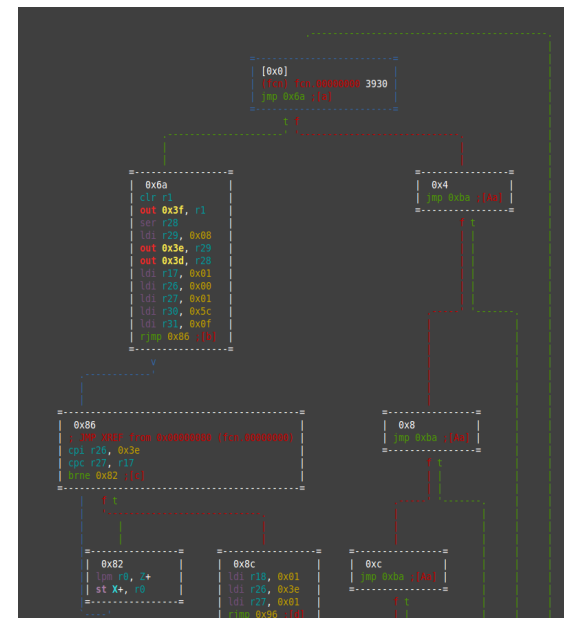 [0x0]
3930
jmp 0x6a
t f
0x6a
clr r1
out 0x3f, r1
ser r28
ldi r29, 0x08
out 0x3e, r29
out 0x3d, r28
ldi r17, 0x01
ldi r26, 0x00
ldi r27, 0x01
ldi r30, 0x5c
ldi r31, 0x0f
rjmp 0x86
v
0x4
jmp 0xba
f t
0x86
cpi r26, 0x3e
cpc r27, r17
brne 0x82
f t
0x8
jmp 0xba
f t
0x82
lpm r0, Z+
st X+, r0
0x8c
ldi r18, 0x01
ldi r26, 0x3e
ldi r27, 0x01
rjmp 0x96
0xc
jmp 0xba
f t